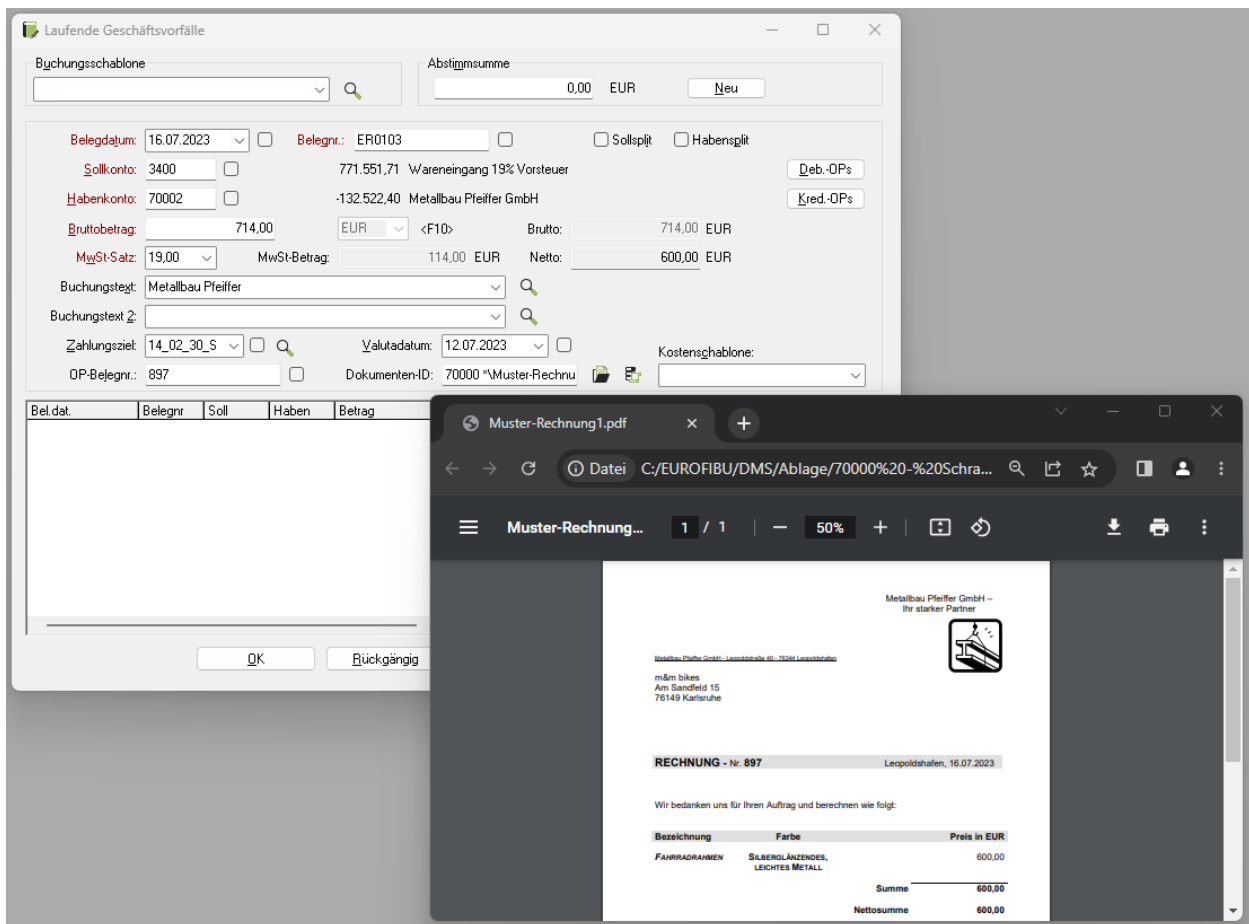 Laufende Geschäftsvorfälle
Buchungsschablone
Abstimmsumme
0,00 EUR Neu
Belegdatum: 16.07.2023 Belegnr.: ER0103 Sollsplit Habensplit
Sollkonto: 3400 771.551,71 Wareneingang 19% Vorsteuer Deb.-OPs
Habenkonto: 70002 -132.522,40 Metallbau Pfeiffer GmbH Kred.-OPs
Bruttobetrag: 714,00 EUR <F10> Brutto: 714,00 EUR
MwSt-Satz: 19,00 MwSt-Betrag: 114,00 EUR Netto: 600,00 EUR
Buchungstext: Metallbau Pfeiffer
Buchungstext 2:
Zahlungsziel: 14_02_30_S Valutadatum: 12.07.2023 Kostenschablone:
OP-Belegnr.: 897 Dokumenten-ID: 70000 *\Muster-Rechnu
Bel.dat. Belegnr Soll Haben Betrag
OK Rückgängig
Muster-Rechnung1.pdf
Datei C:/EUROFIBU/DMS/Ablage/70000%20-%20Schra...
Muster-Rechnung... 1 / 1 50%
Metallbau Pfeiffer GmbH –
Ihr starker Partner
Metallbau Pfeiffer GmbH - Leopoldstraße 40 - 76344 Leopoldshafen
m&m bikes
Am Sandfeld 15
76149 Karlsruhe
RECHNUNG - Nr. 897 Leopoldshafen, 16.07.2023
Wir bedanken uns für Ihren Auftrag und berechnen wie folgt:
Bezeichnung Farbe Preis in EUR
FAHRRADRAHMEN SILBERGLÄNZENDES, 600,00
LEICHTES METALL
Summe 600,00
Nettosumme 600,00